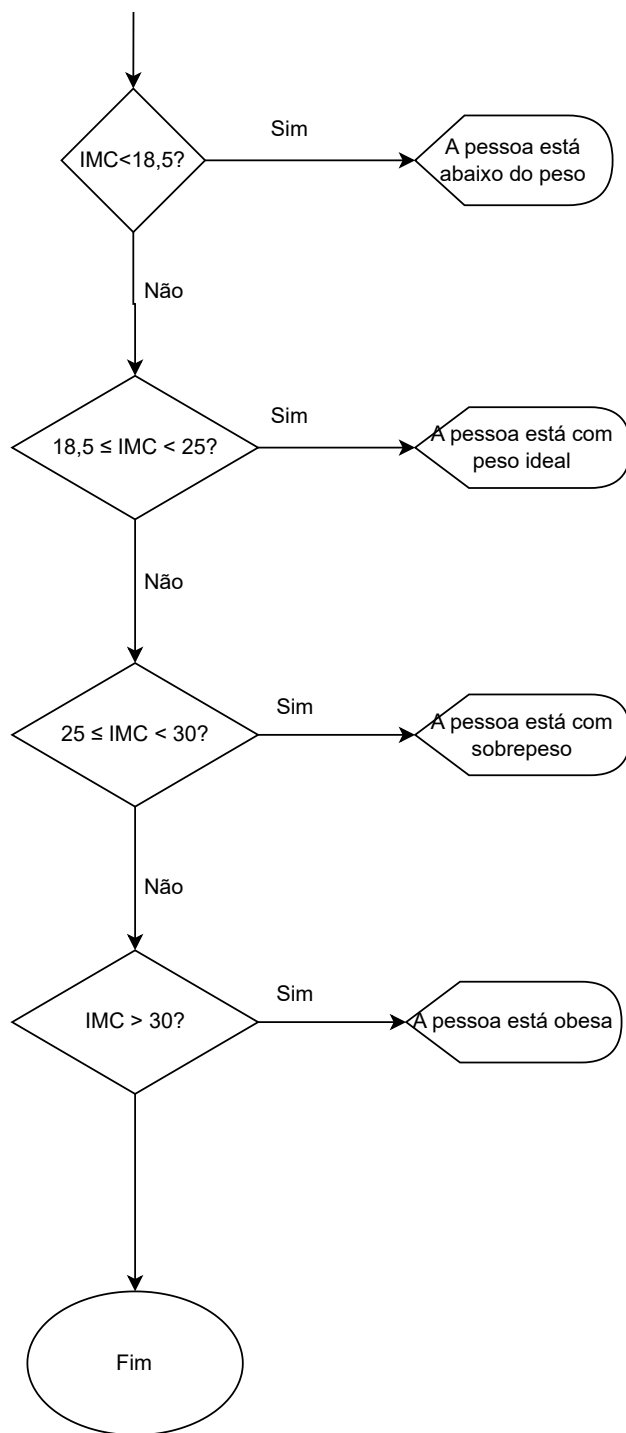 IMC<18,5?
Sim
A pessoa está
abaixo do peso
Não
18,5 ≤ IMC < 25?
Sim
A pessoa está com
peso ideal
Não
25 ≤ IMC < 30?
Sim
A pessoa está com
sobrepeso
Não
IMC > 30?
Sim
A pessoa está obesa
Fim